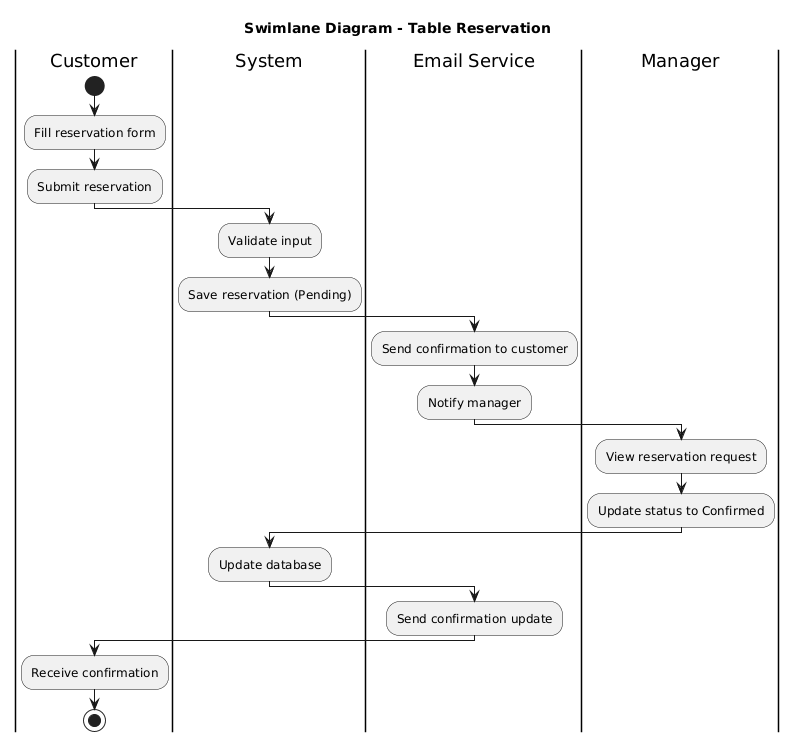 Swimlane Diagram - Table Reservation
Customer
System
Email Service
Manager
Fill reservation form
Submit reservation
Validate input
Save reservation (Pending)
Send confirmation to customer
Notify manager
View reservation request
Update status to Confirmed
Update database
Send confirmation update
Receive confirmation